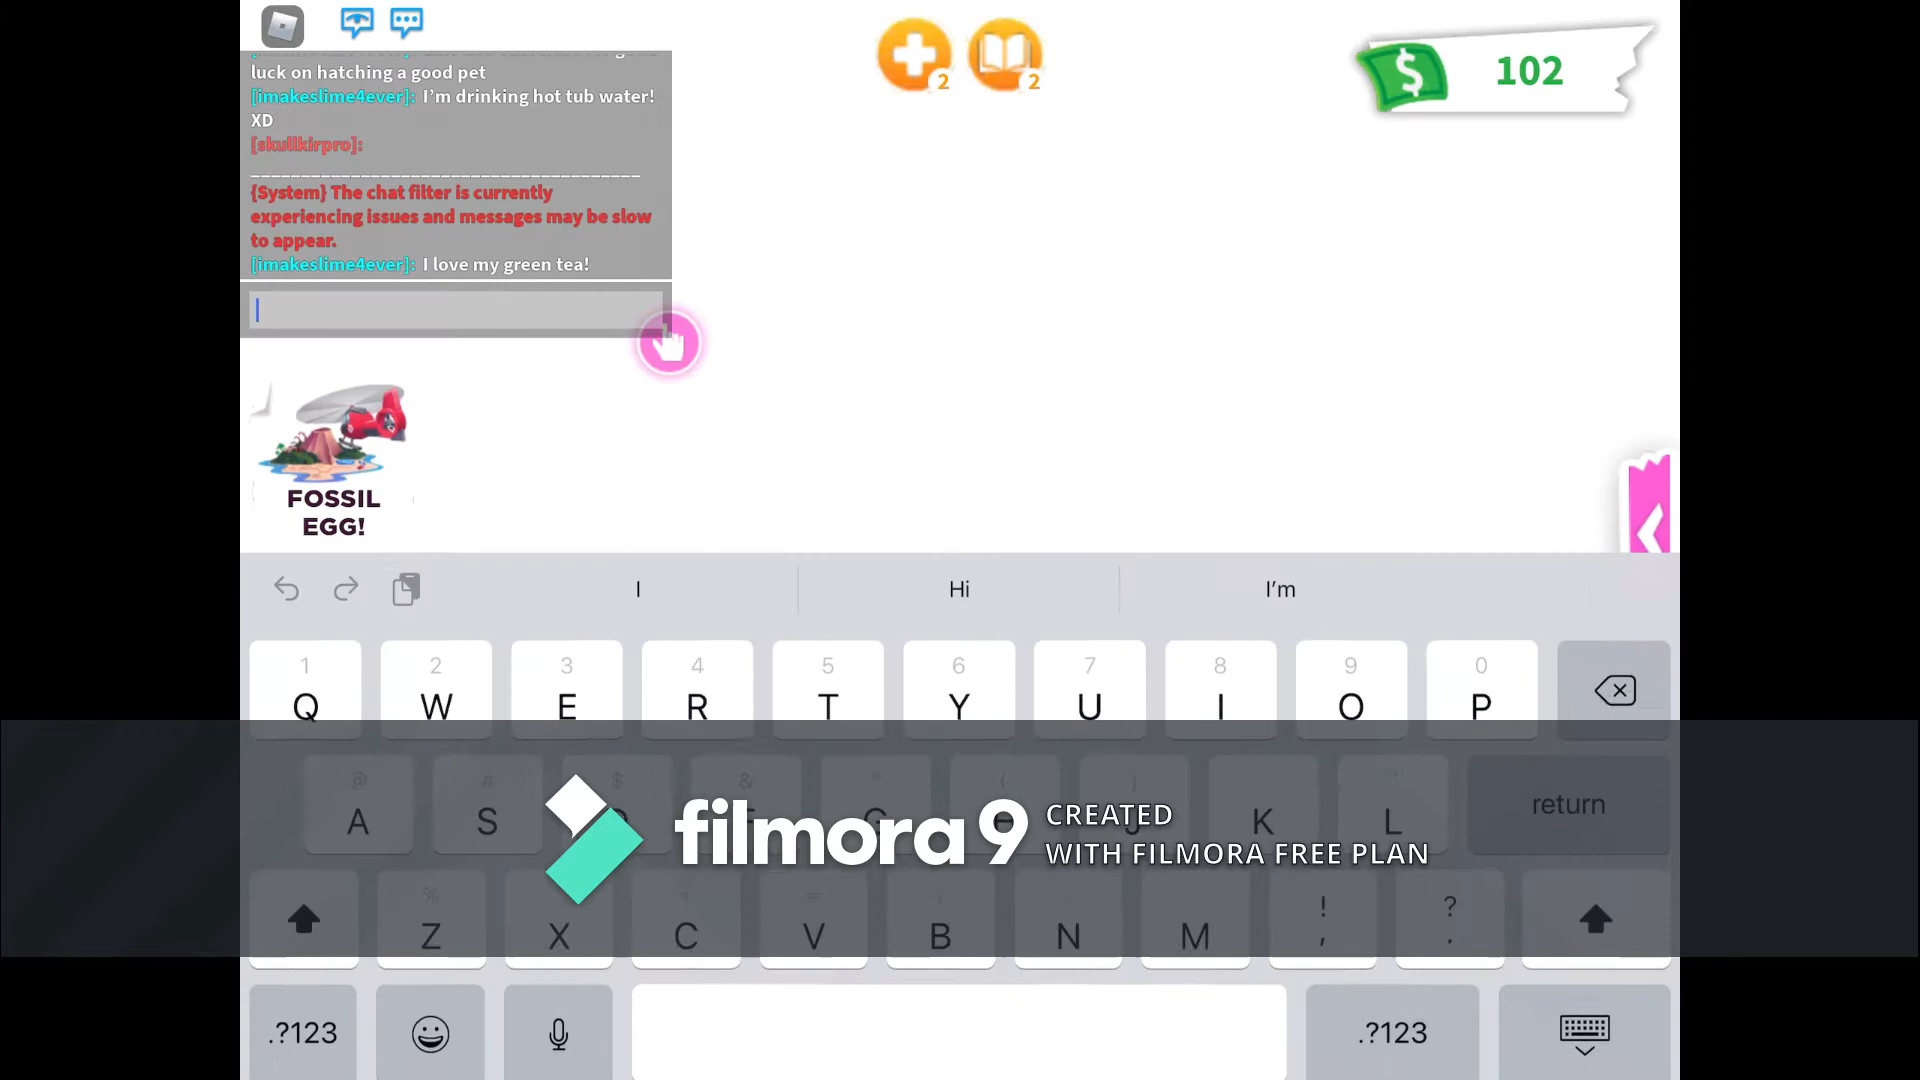 luck on hatching a good pet
[imakeslime4ever]: I'm drinking hot tub water!
XD
[skullkirpro]:
_______________________________________
{System} The chat filter is currently
experiencing issues and messages may be slow
to appear.
[imakeslime4ever]: I love my green tea!
2
2
$ 102
FOSSIL
EGG!
I Hi I'm
1 2 3 4 5 6 7 8 9 0
Q W E R T Y U I O P
@ # $ &
A S J K L return
filmora 9 CREATED
WITH FILMORA FREE PLAN
% ! ?
Z X C V B N M , .
.?123 .?123